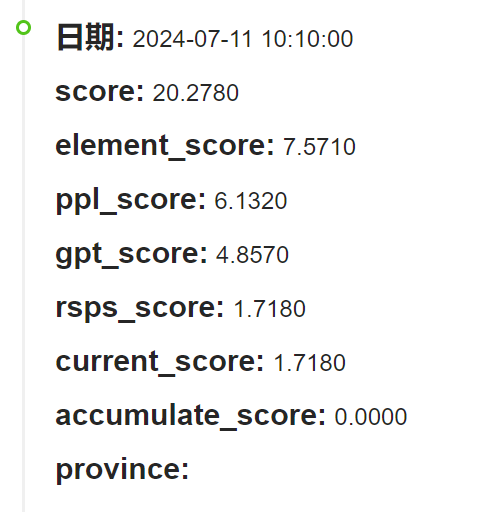 日期: 2024-07-11 10:10:00
score: 20.2780
element_score: 7.5710
ppl_score: 6.1320
gpt_score: 4.8570
rsps_score: 1.7180
current_score: 1.7180
accumulate_score: 0.0000
province: